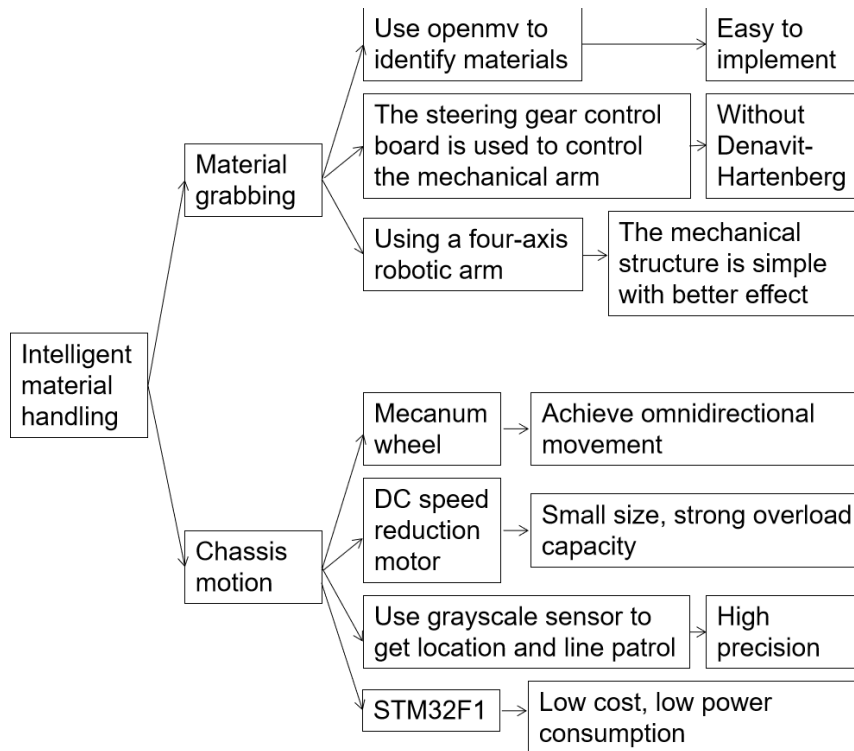 Use openmv to
identify materials
Easy to
implement
The steering gear control
board is used to control
the mechanical arm
Without
Denavit-
Hartenberg
Material
grabbing
Using a four-axis
robotic arm
The mechanical
structure is simple
with better effect
Intelligent
material
handling
Mecanum
wheel
Achieve omnidirectional
movement
DC speed
reduction
motor
Small size, strong overload
capacity
Chassis
motion
Use grayscale sensor to
get location and line patrol
High
precision
STM32F1
Low cost, low power
consumption